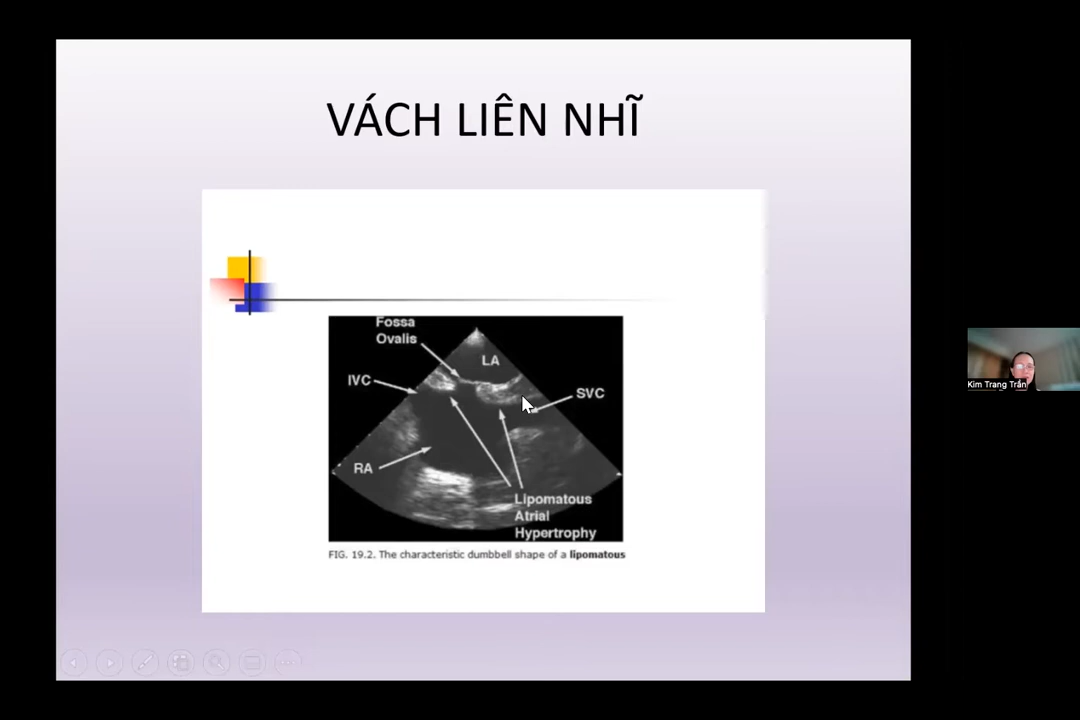 VÁCH LIÊN NHĨ
Fossa
Ovalis
LA
IVC
SVC
RA
Lipomatous
Atrial
Hypertrophy
FIG. 19.2. The characteristic dumbbell shape of a lipomatous
Kim Trang Trần